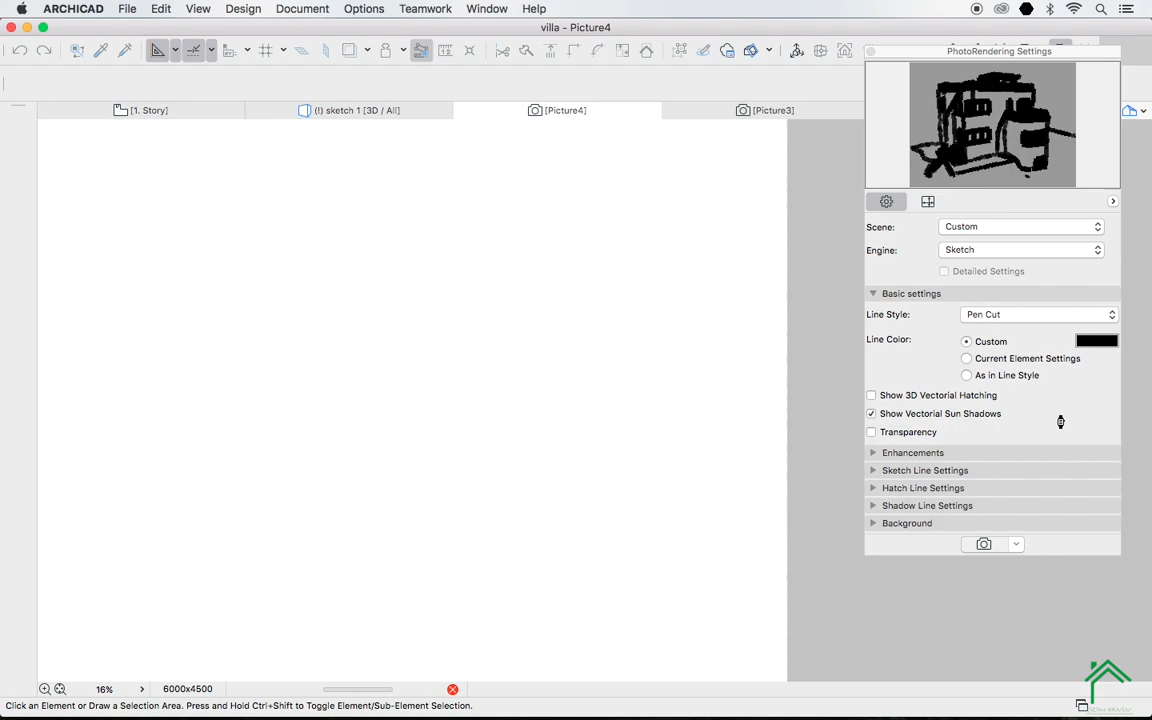 ARCHICAD File Edit View Design Document Options Teamwork Window Help
villa - Picture4
PhotoRendering Settings
[1. Story]
(!) sketch 1 [3D / All]
[Picture4]
[Picture3]
Scene: Custom
Engine: Sketch
Detailed Settings
Basic settings
Line Style: Pen Cut
Line Color: Custom
Current Element Settings
As in Line Style
Show 3D Vectorial Hatching
Show Vectorial Sun Shadows
Transparency
Enhancements
Sketch Line Settings
Hatch Line Settings
Shadow Line Settings
Background
16% 6000x4500
Click an Element or Draw a Selection Area. Press and Hold Ctrl+Shift to Toggle Element/Sub-Element Selection.